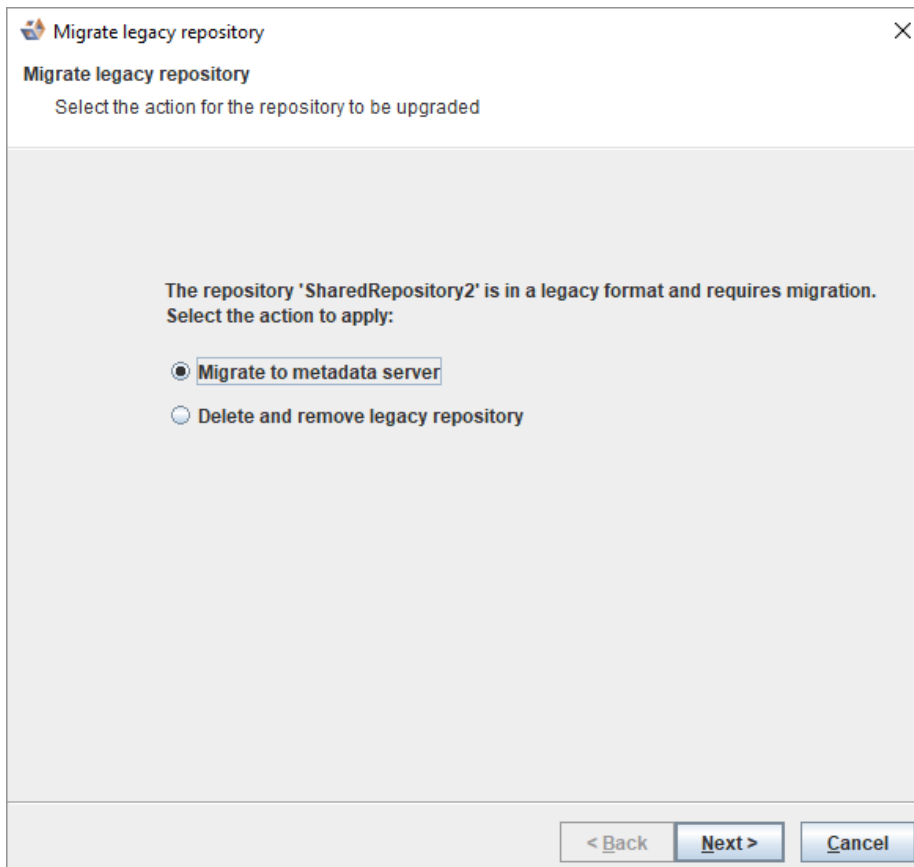 Migrate legacy repository
Migrate legacy repository
Select the action for the repository to be upgraded
The repository 'SharedRepository2' is in a legacy format and requires migration.
Select the action to apply:
Migrate to metadata server
Delete and remove legacy repository
< Back Next > Cancel